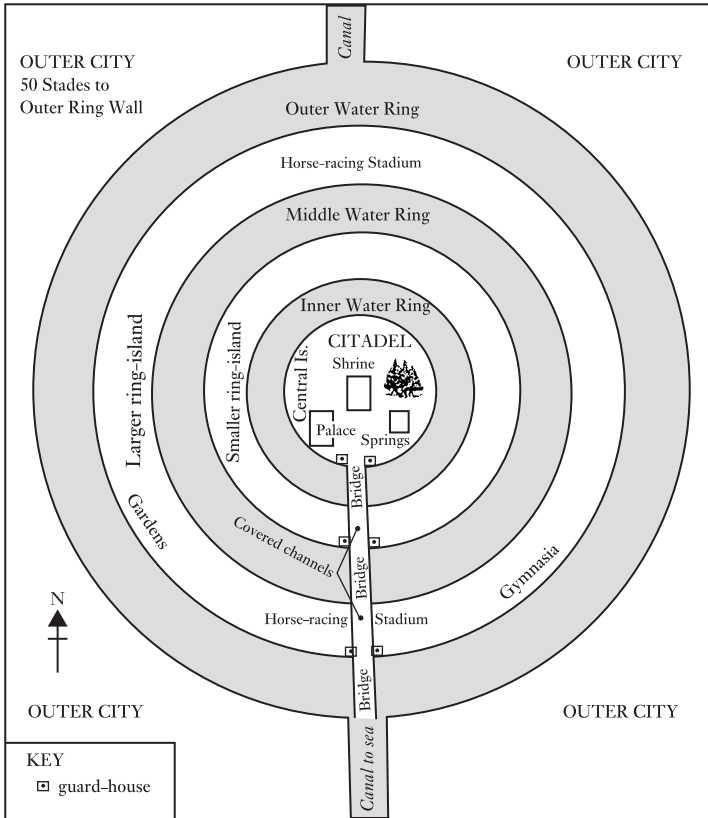 Canal
OUTER CITY
50 Stades to
Outer Ring Wall
OUTER CITY
Outer Water Ring
Horse-racing Stadium
Middle Water Ring
Inner Water Ring
CITADEL
Shrine
Central Is.
Palace
Springs
Larger ring-island
Smaller ring-island
Bridge
Gardens
Covered channels
Bridge
Gymnasia
N
Horse-racing
Stadium
Bridge
OUTER CITY
OUTER CITY
Canal to sea
KEY
guard-house